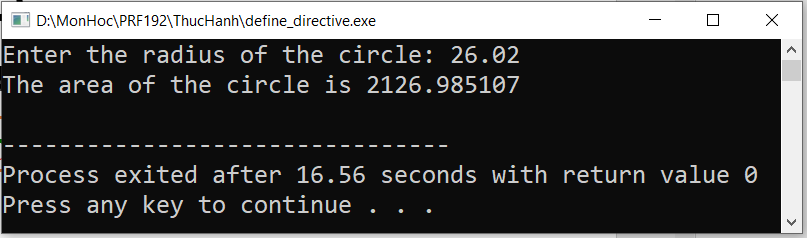 D:\MonHoc\PRF192\ThucHanh\define_directive.exe
Enter the radius of the circle: 26.02
The area of the circle is 2126.985107
--------------------------------
Process exited after 16.56 seconds with return value 0
Press any key to continue . . .